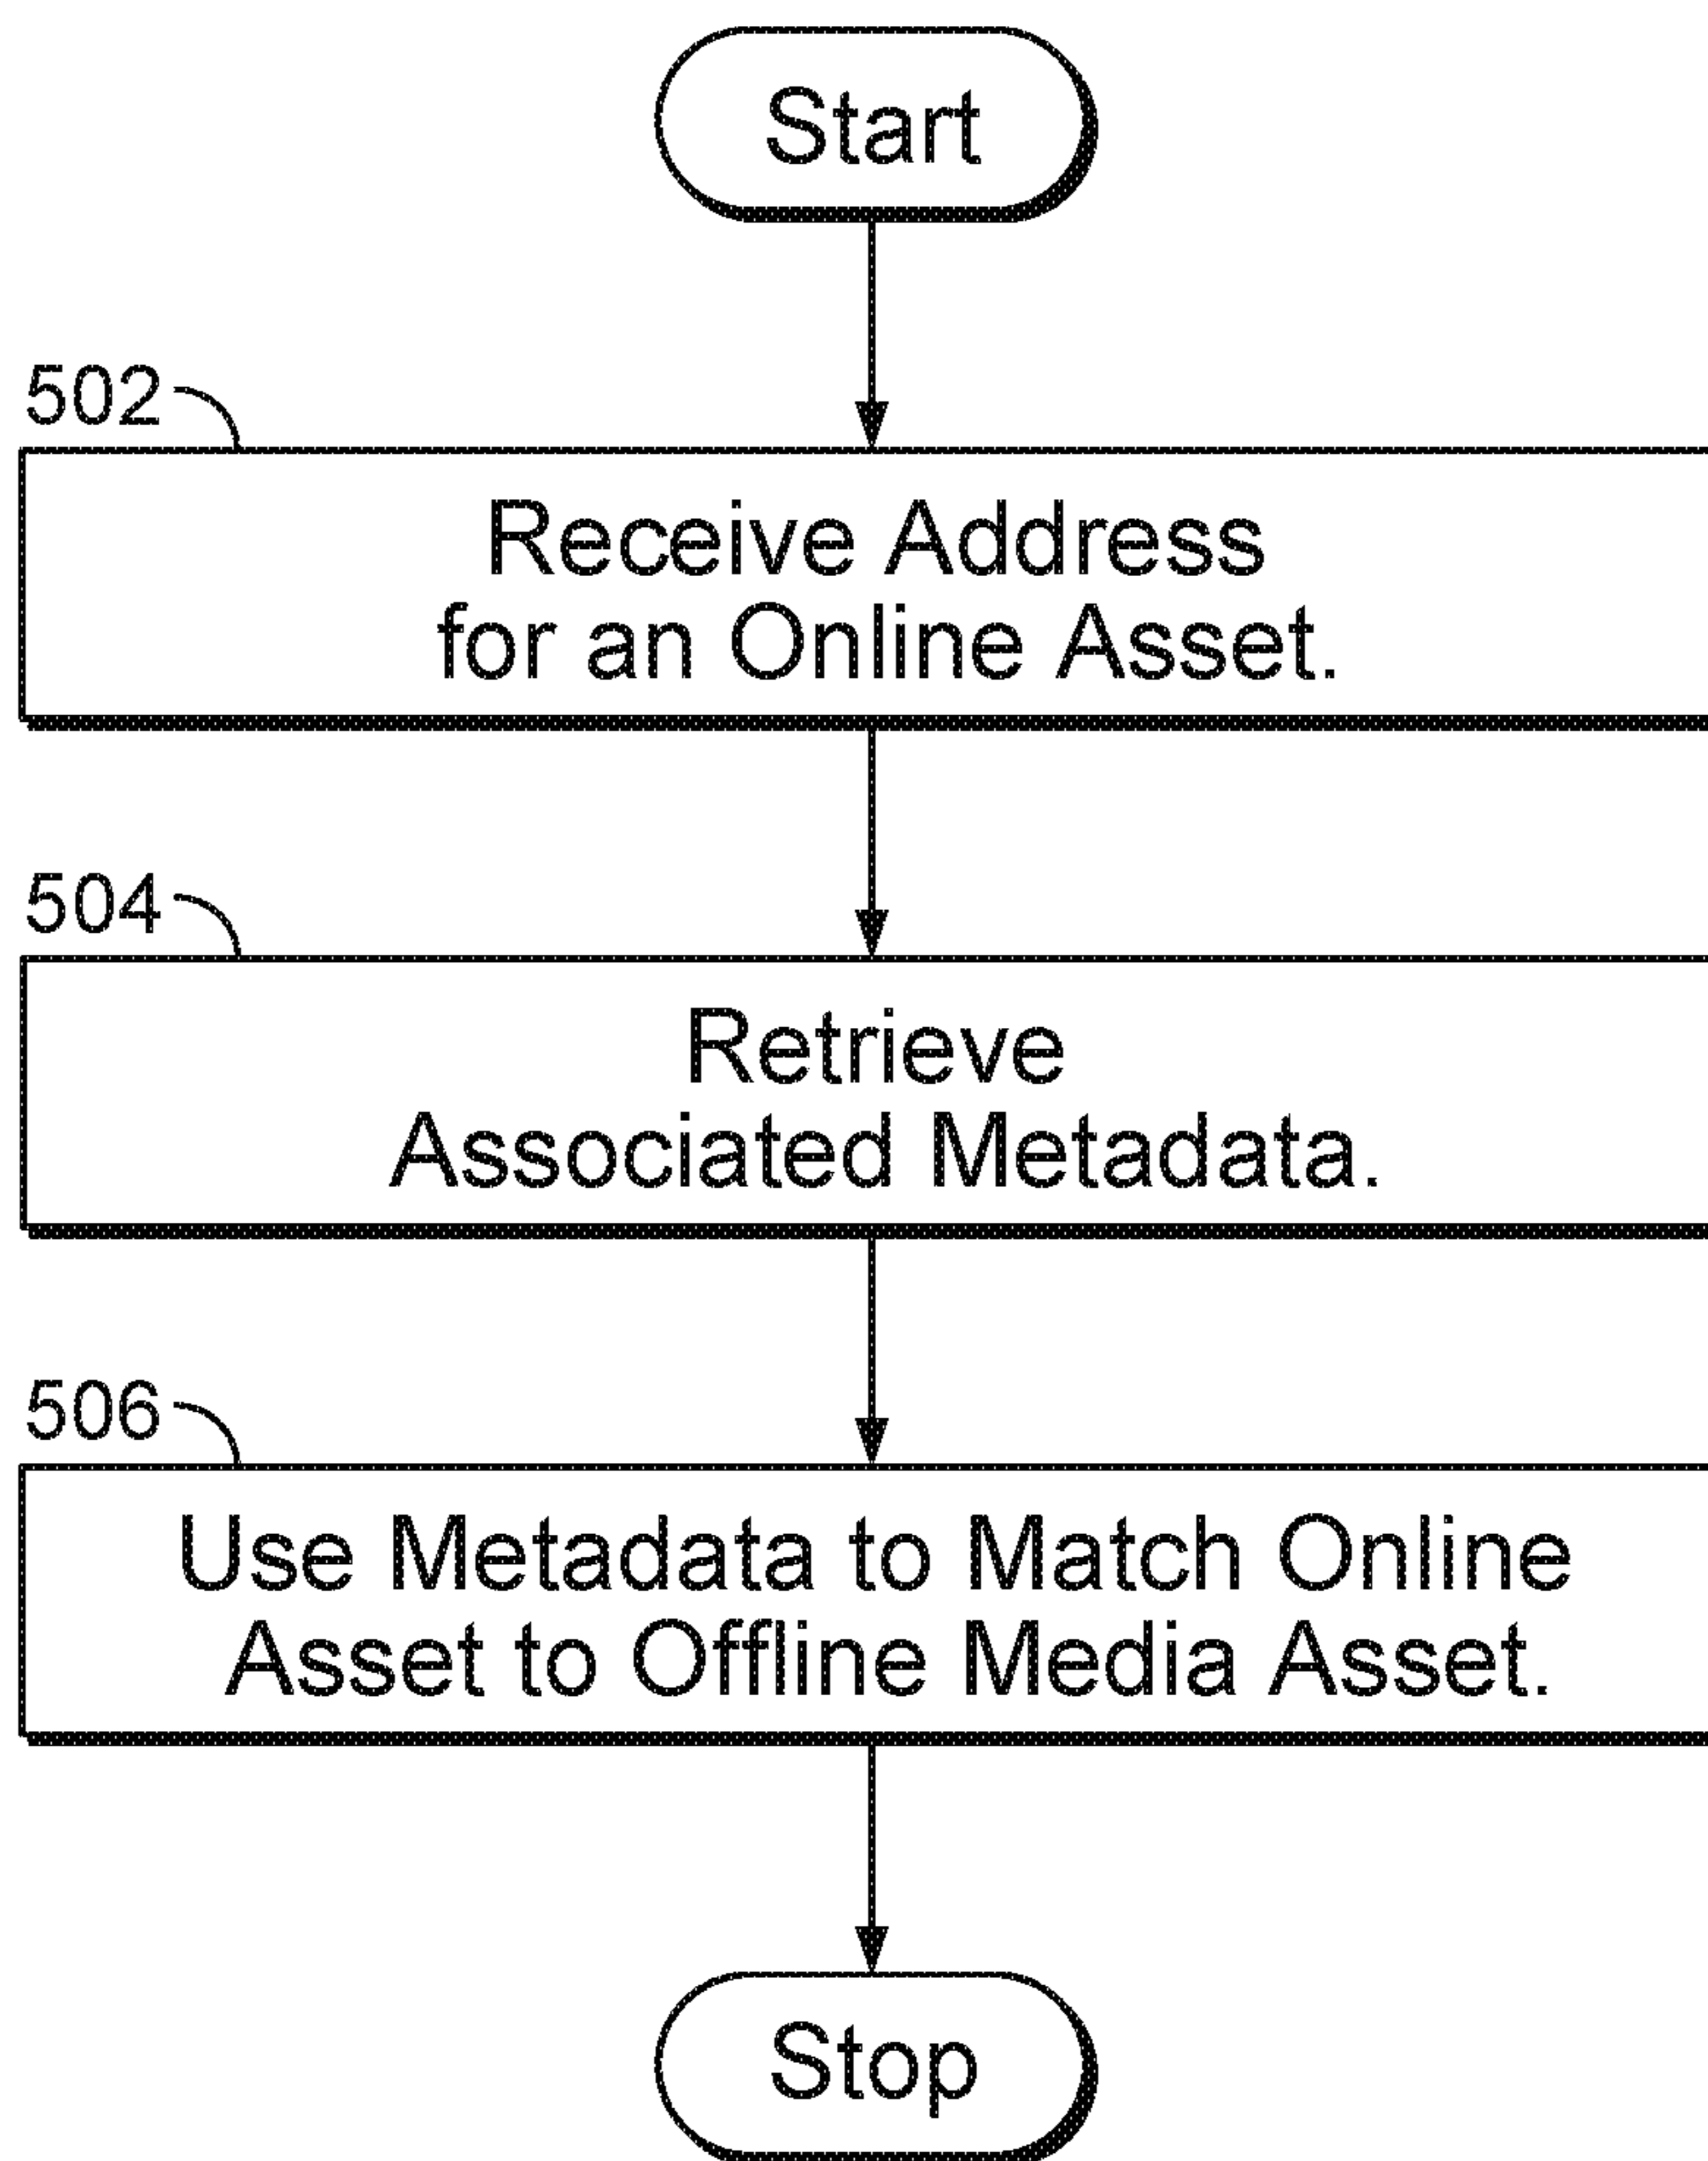 Start
502
Receive Address
for an Online Asset.
504
Retrieve
Associated Metadata.
506
Use Metadata to Match Online
Asset to Offline Media Asset.
Stop